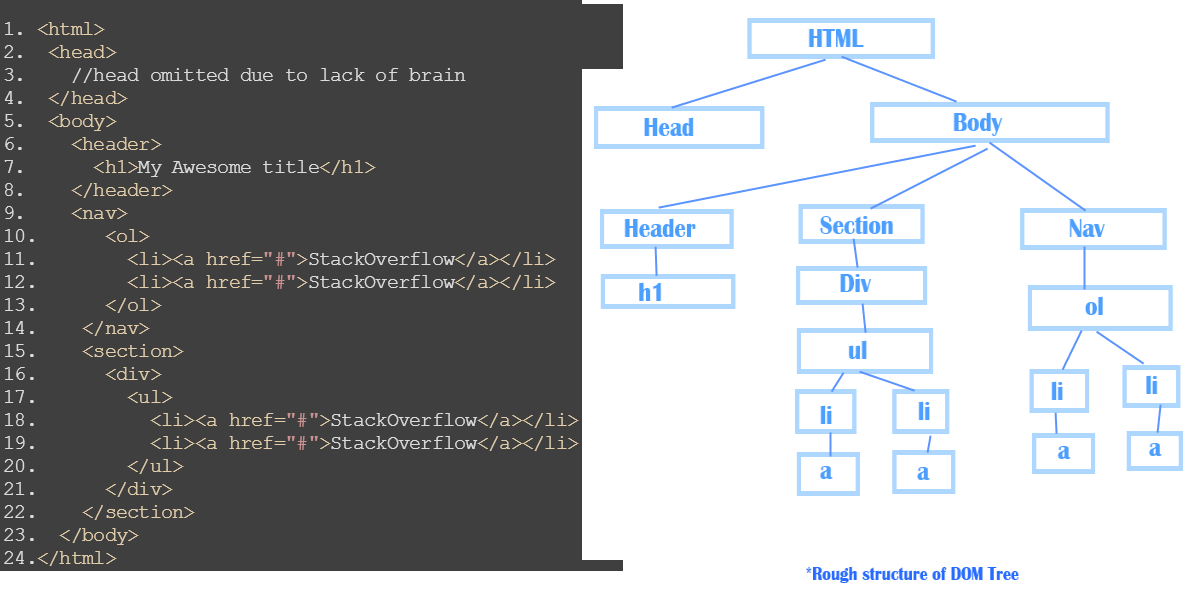 1. <html>
2. <head>
3. //head omitted due to lack of brain
4. </head>
5. <body>
6. <header>
7. <h1>My Awesome title</h1>
8. </header>
9. <nav>
10. <ol>
11. <li><a href="#">StackOverflow</a></li>
12. <li><a href="#">StackOverflow</a></li>
13. </ol>
14. </nav>
15. <section>
16. <div>
17. <ul>
18. <li><a href="#">StackOverflow</a></li>
19. <li><a href="#">StackOverflow</a></li>
20. </ul>
21. </div>
22. </section>
23. </body>
24.</html>
HTML
Head
Body
Header
Section
Nav
h1
Div
ol
ul
li
li
li
li
a
a
a
a
*Rough structure of DOM Tree